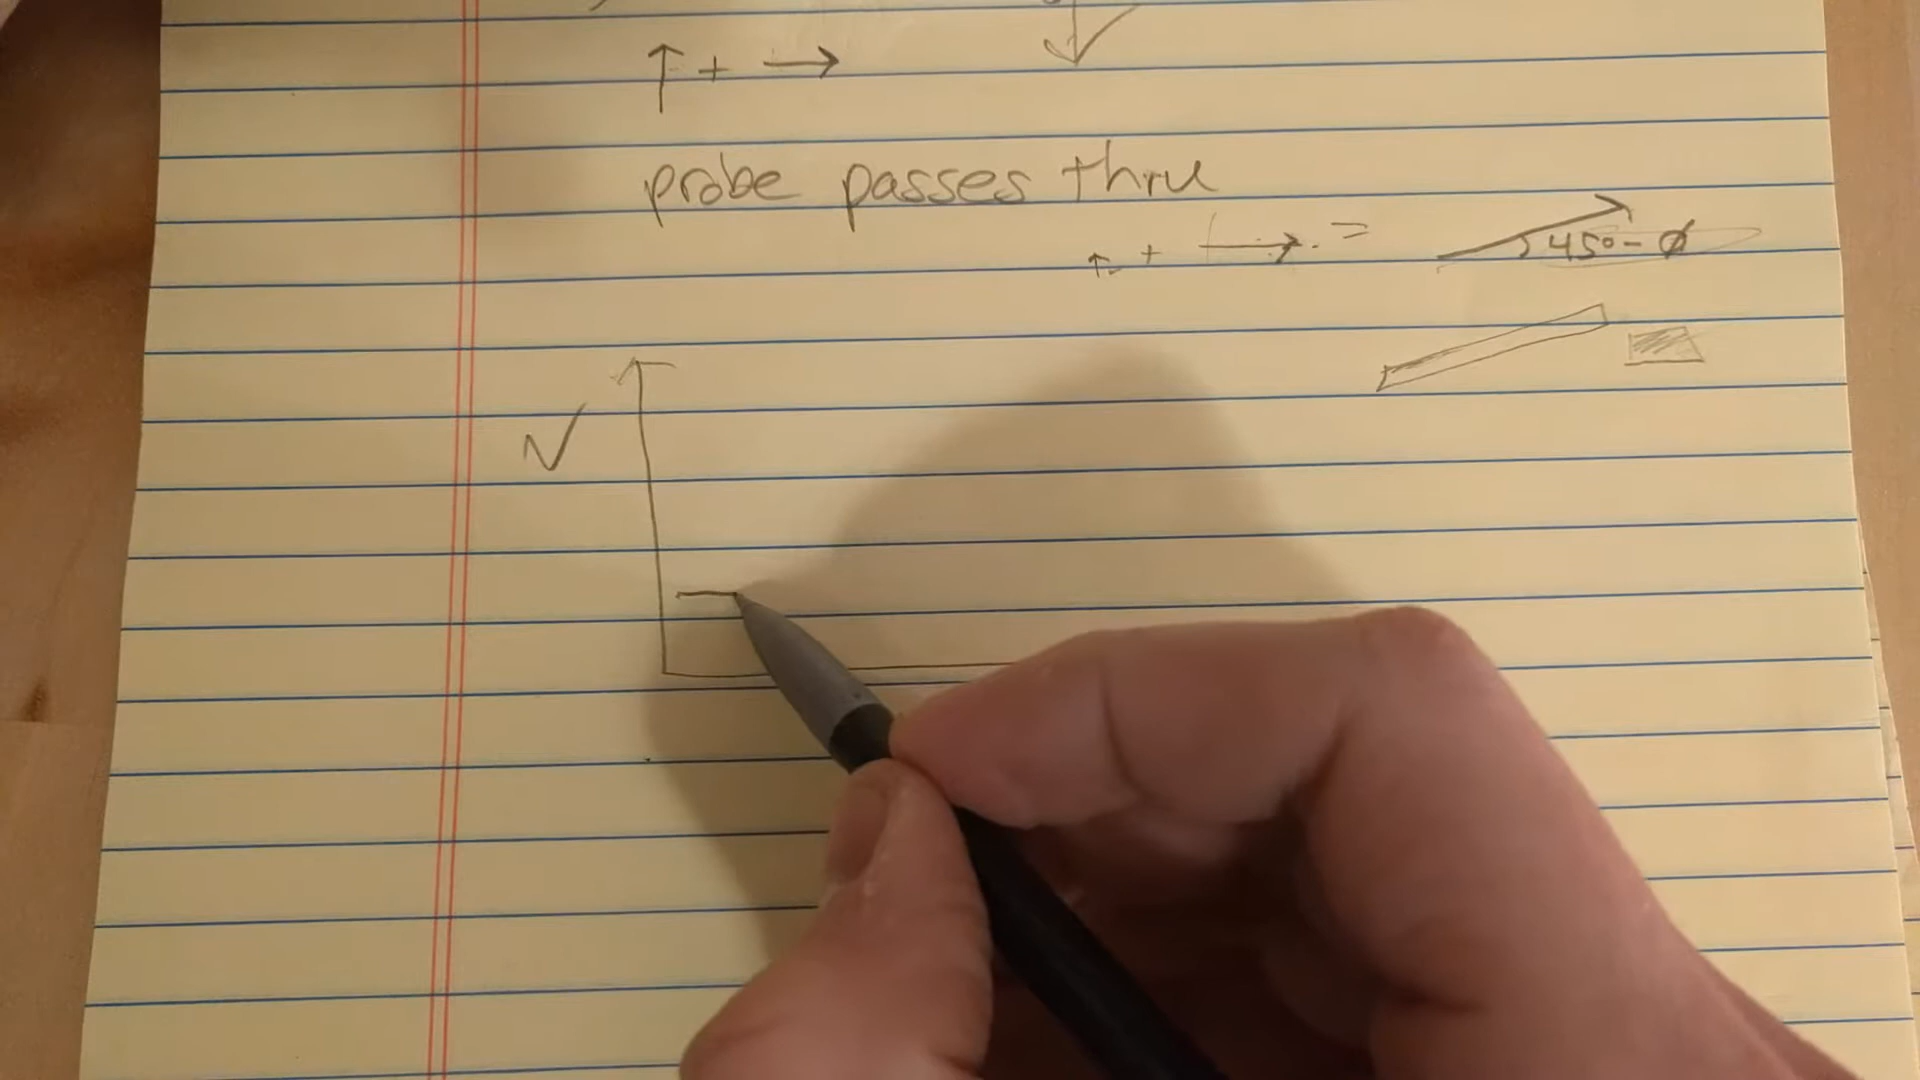 ↑ + →
probe passes thru
↑ + → . =
45° - ϕ
V